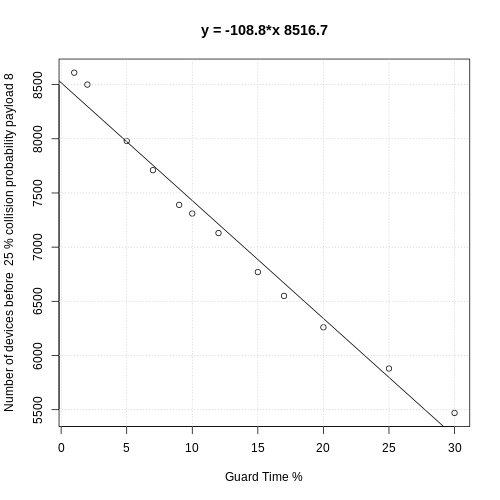 y = -108.8*x 8516.7
Number of devices before  25 % collision probability payload 8
8500
8000
7500
7000
6500
6000
5500
0 5 10 15 20 25 30
Guard Time %